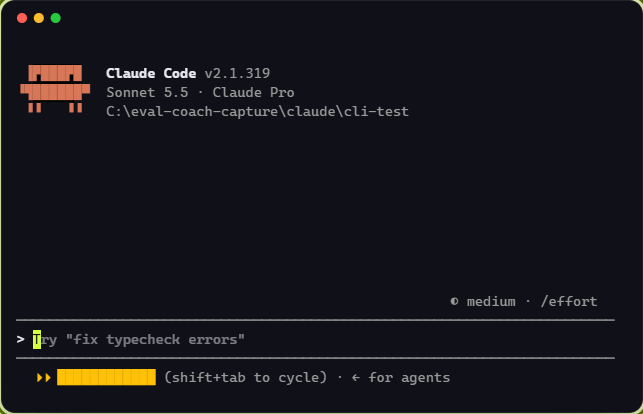 Claude Code v2.1.319
Sonnet 5.5 · Claude Pro
C:\eval-coach-capture\claude\cli-test
◐ medium · /effort
> Try "fix typecheck errors"
⏵⏵ (shift+tab to cycle) · ← for agents